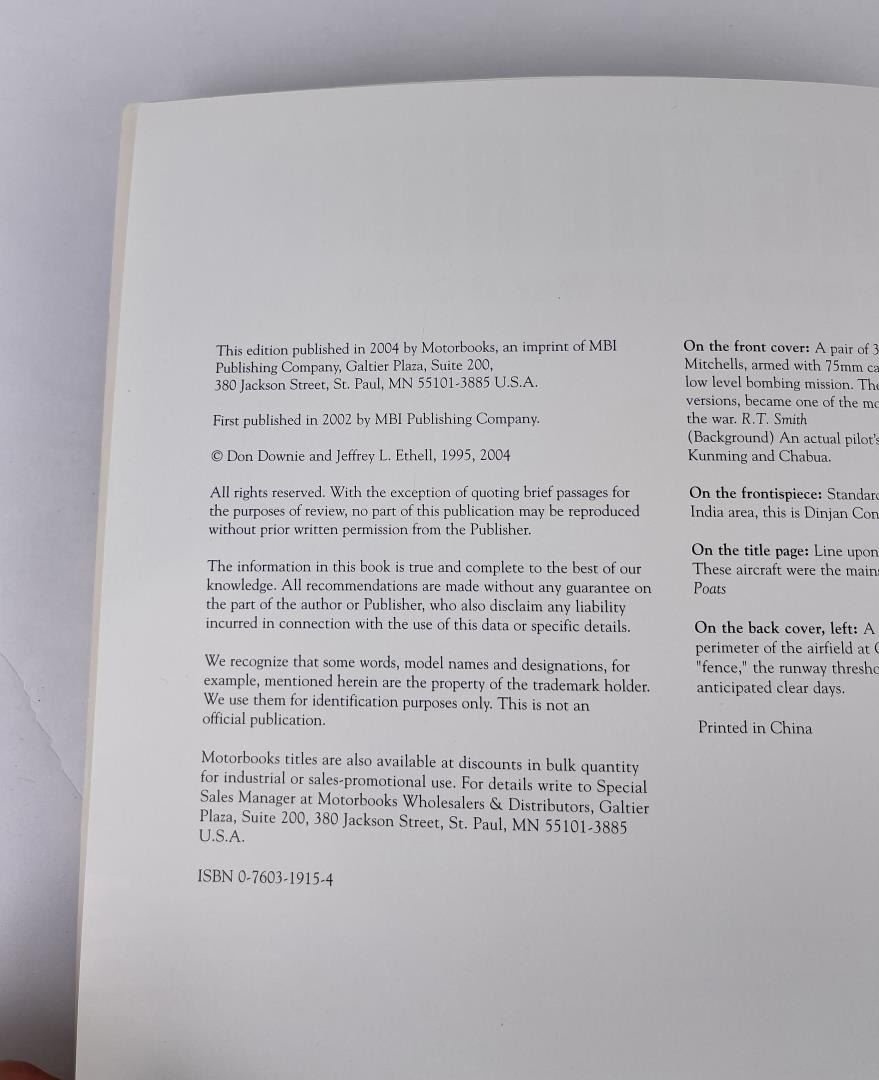 This edition published in 2004 by Motorbooks, an imprint of MBI
Publishing Company, Galtier Plaza, Suite 200,
380 Jackson Street, St. Paul, MN 55101-3885 U.S.A.
First published in 2002 by MBI Publishing Company.
© Don Downie and Jeffrey L. Ethell, 1995, 2004
All rights reserved. With the exception of quoting brief passages for
the purposes of review, no part of this publication may be reproduced
without prior written permission from the Publisher.
The information in this book is true and complete to the best of our
knowledge. All recommendations are made without any guarantee on
the part of the author or Publisher, who also disclaim any liability
incurred in connection with the use of this data or specific details.
We recognize that some words, model names and designations, for
example, mentioned herein are the property of the trademark holder.
We use them for identification purposes only. This is not an
official publication.
Motorbooks titles are also available at discounts in bulk quantity
for industrial or sales-promotional use. For details write to Special
Sales Manager at Motorbooks Wholesalers & Distributors, Galtier
Plaza, Suite 200, 380 Jackson Street, St. Paul, MN 55101-3885
U.S.A.
ISBN 0-7603-1915-4
On the front cover: A pair of
Mitchells, armed with 75mm
low level bombing mission.
versions, became one of the
the war. R.T. Smith
(Background) An actual pilot's
Kunming and Chabua.
On the frontispiece:
India area, this is Dinjan
On the title page: Line upon
These aircraft were the
Poats
On the back cover, left: A
perimeter of the airfield at
"fence," the runway
anticipated clear days.
Printed in China